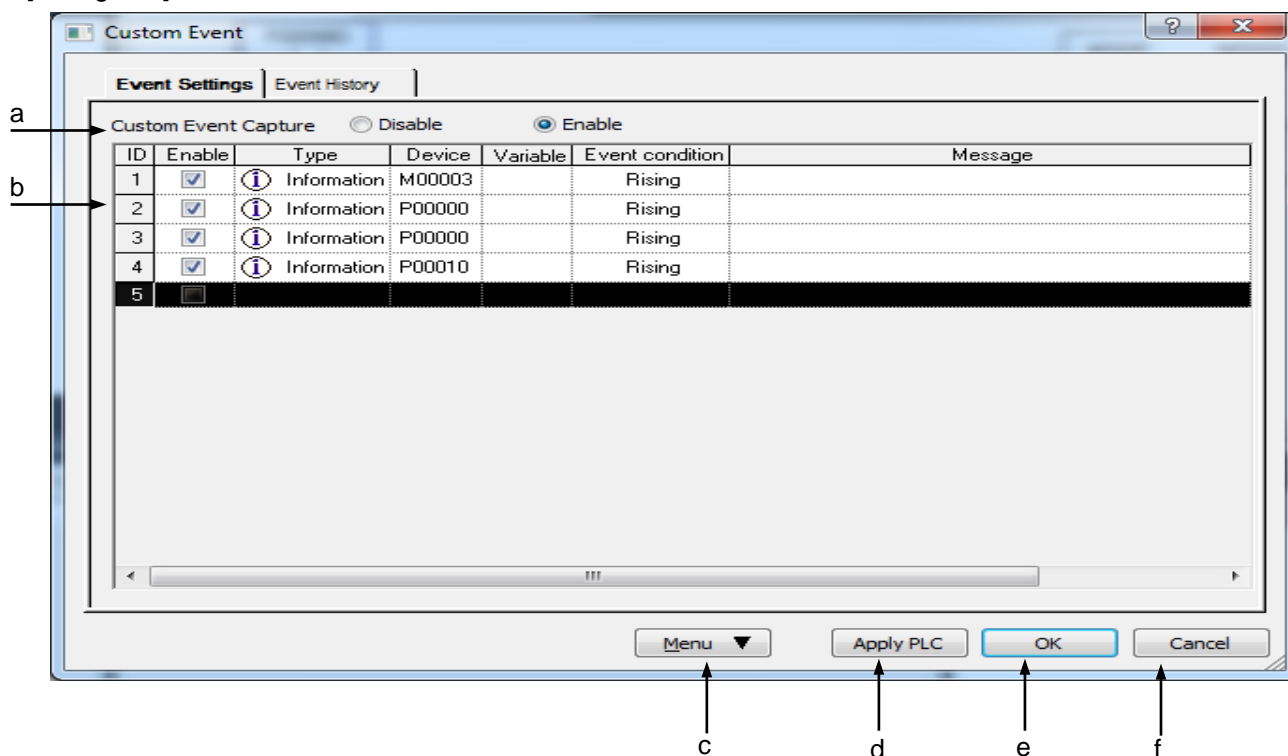 Custom Event
Event Settings Event History
a
Custom Event Capture Disable Enable
ID Enable Type Device Variable Event condition Message
1 Information M00003 Rising
b
2 Information P00000 Rising
3 Information P00000 Rising
4 Information P00010 Rising
5
Menu ▼ Apply PLC OK Cancel
c d e f